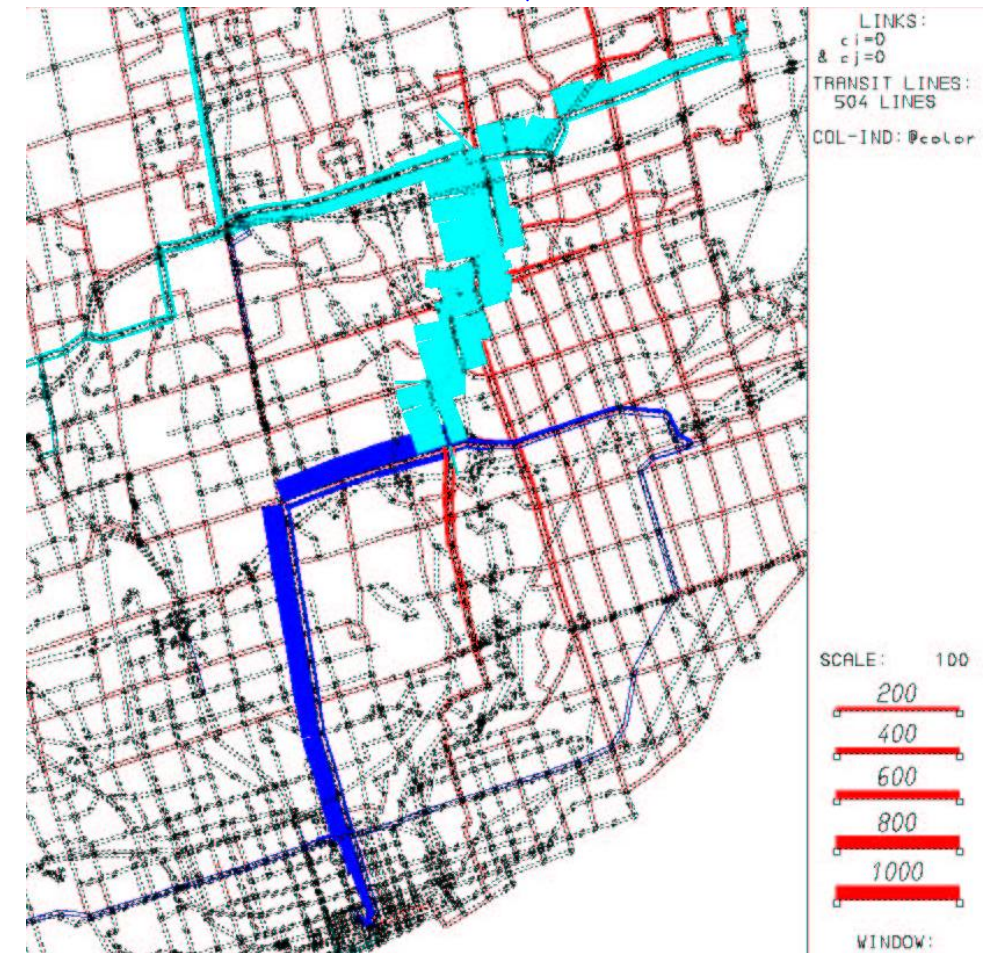 LINKS:
ci=0
& cj=0
TRANSIT LINES:
504 LINES
COL-IND: @color
SCALE: 100
200
400
600
800
1000
WINDOW: